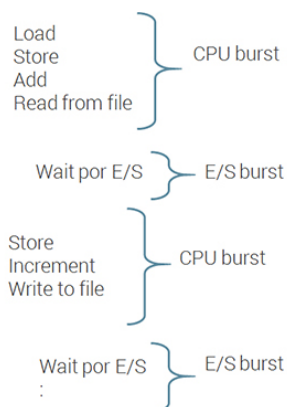 Load
Store
Add
Read from file
CPU burst
Wait por E/S
E/S burst
Store
Increment
Write to file
CPU burst
Wait por E/S
:
E/S burst